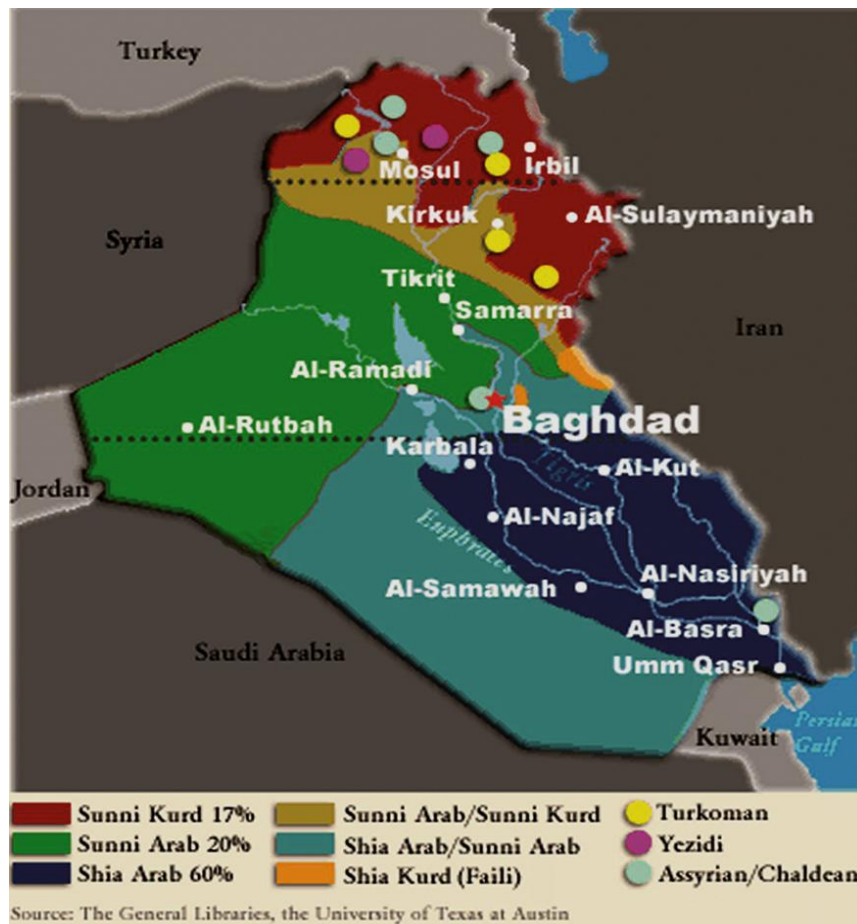 Turkey
Mosul
Irbil
Kirkuk
Al-Sulaymaniyah
Syria
Tikrit
Samarra
Iran
Al-Ramadi
Al-Rutbah
Baghdad
Karbala
Tigris
Al-Kut
Jordan
Al-Najaf
Euphrates
Al-Nasiriyah
Al-Samawah
Al-Basra
Saudi Arabia
Umm Qasr
Kuwait
Persian
Gulf
Sunni Kurd 17%
Sunni Arab/Sunni Kurd
Turkoman
Sunni Arab 20%
Shia Arab/Sunni Arab
Yezidi
Shia Arab 60%
Shia Kurd (Faili)
Assyrian/Chaldean
Source: The General Libraries, the University of Texas at Austin